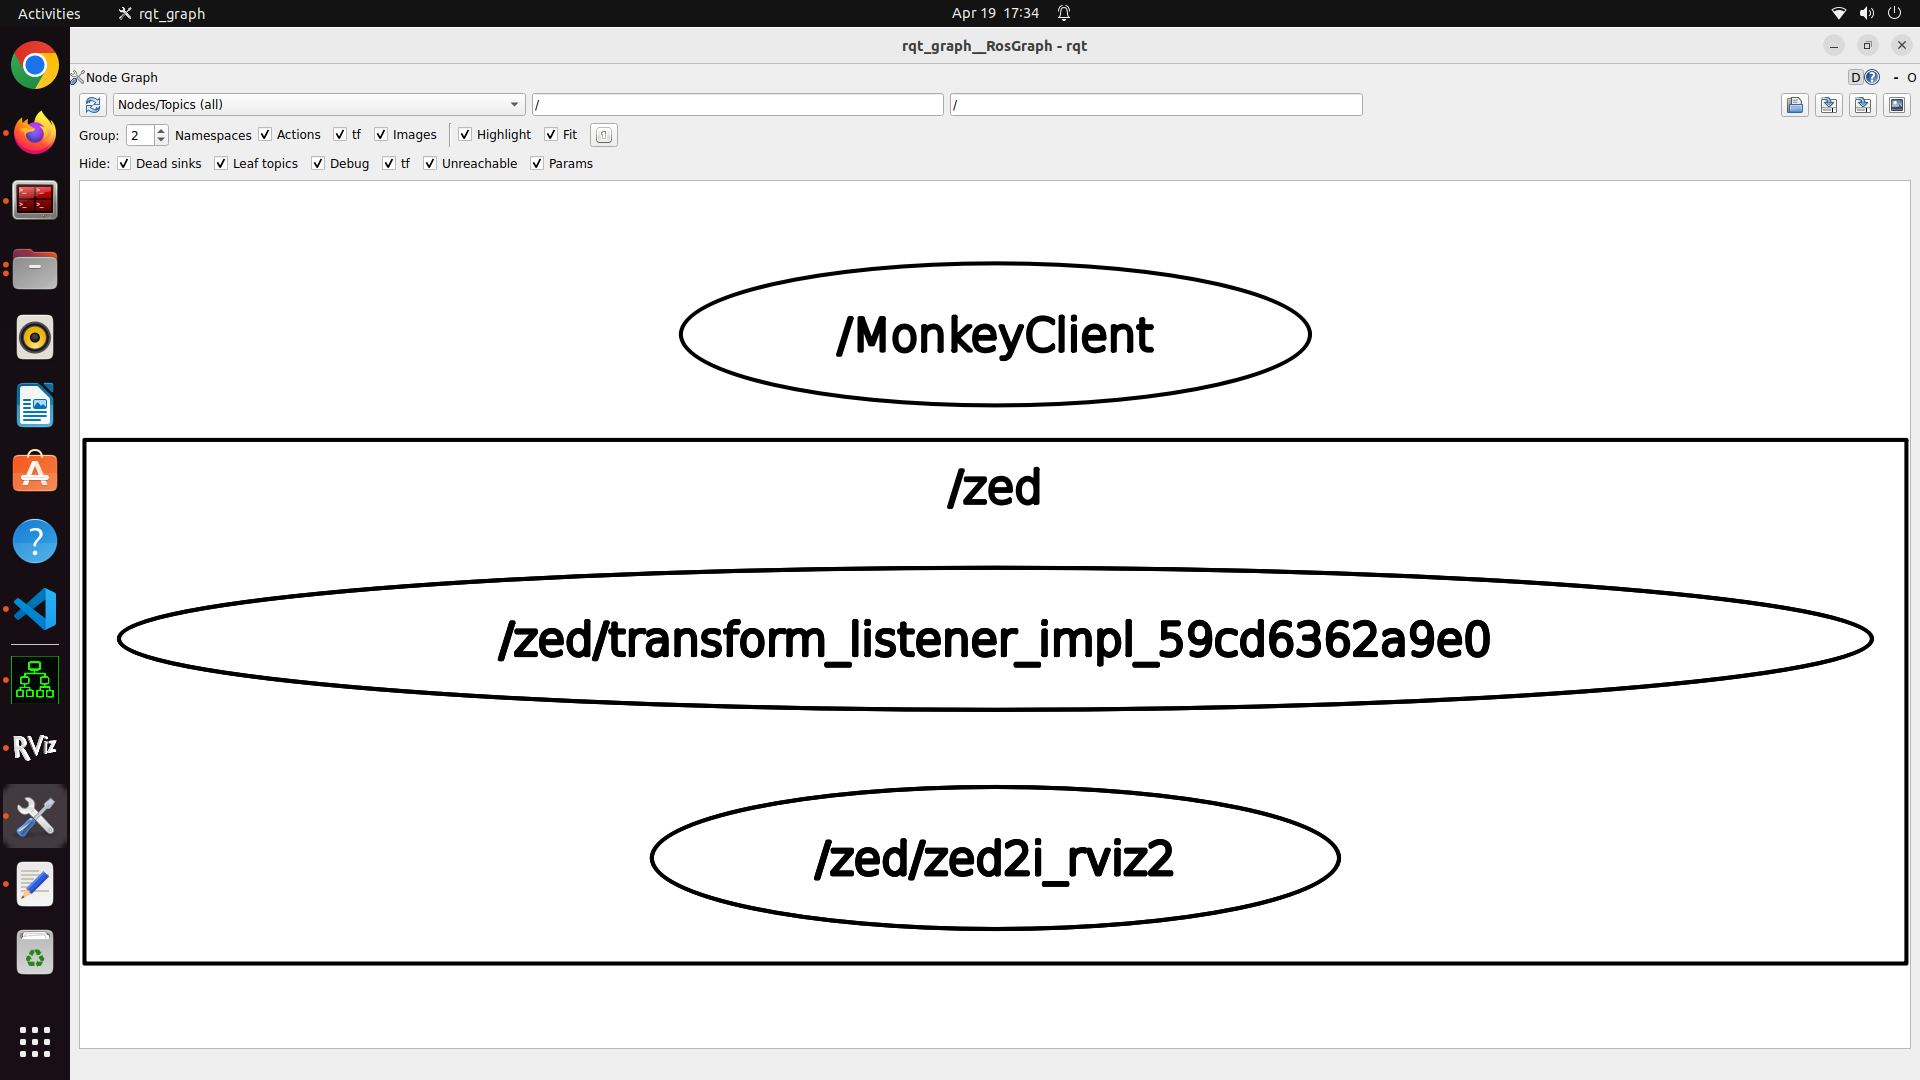 Activities rqt_graph Apr 19 17:34
rqt_graph__RosGraph - rqt
Node Graph D ? - O
Nodes/Topics (all) / /
Group: 2 Namespaces Actions tf Images Highlight Fit
Hide: Dead sinks Leaf topics Debug tf Unreachable Params
/MonkeyClient
/zed
/zed/transform_listener_impl_59cd6362a9e0
/zed/zed2i_rviz2
RViz